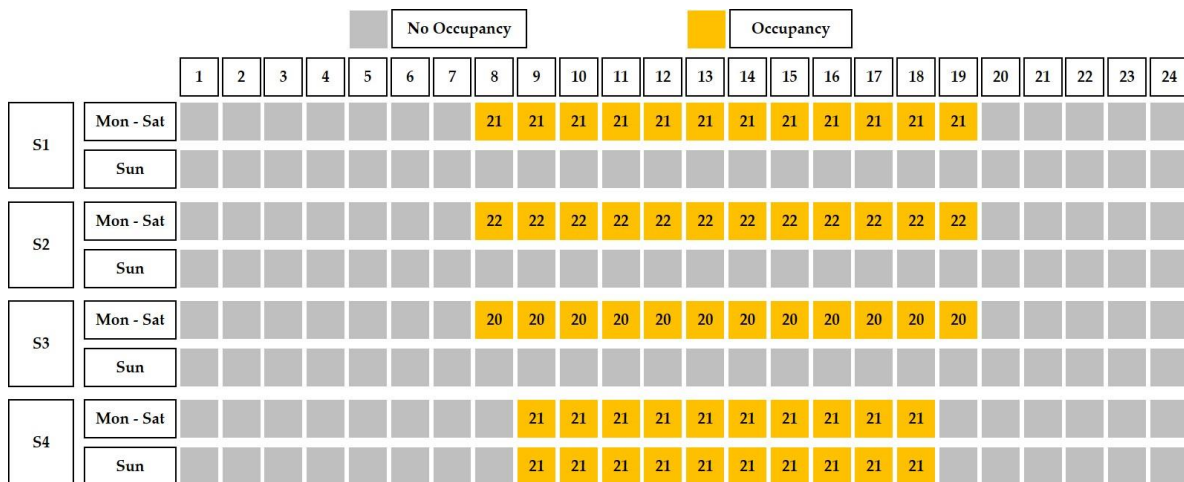 No Occupancy Occupancy
1 2 3 4 5 6 7 8 9 10 11 12 13 14 15 16 17 18 19 20 21 22 23 24
S1
Mon - Sat 21 21 21 21 21 21 21 21 21 21 21 21
Sun
S2
Mon - Sat 22 22 22 22 22 22 22 22 22 22 22 22
Sun
S3
Mon - Sat 20 20 20 20 20 20 20 20 20 20 20 20
Sun
S4
Mon - Sat 21 21 21 21 21 21 21 21 21 21
Sun 21 21 21 21 21 21 21 21 21 21